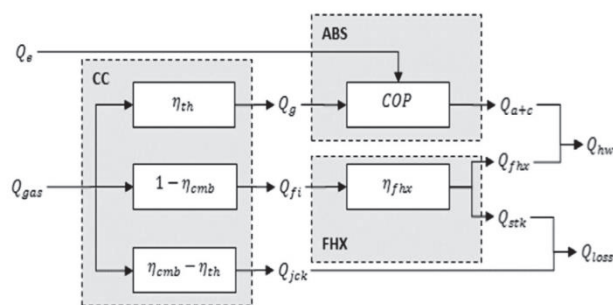 ABS
Q_e
CC
η_th
Q_g
COP
Q_{a+c}
Q_gas
1 − η_cmb
Q_fi
η_fhx
Q_fhx
Q_hw
Q_stk
FHX
η_cmb − η_th
Q_jck
Q_loss